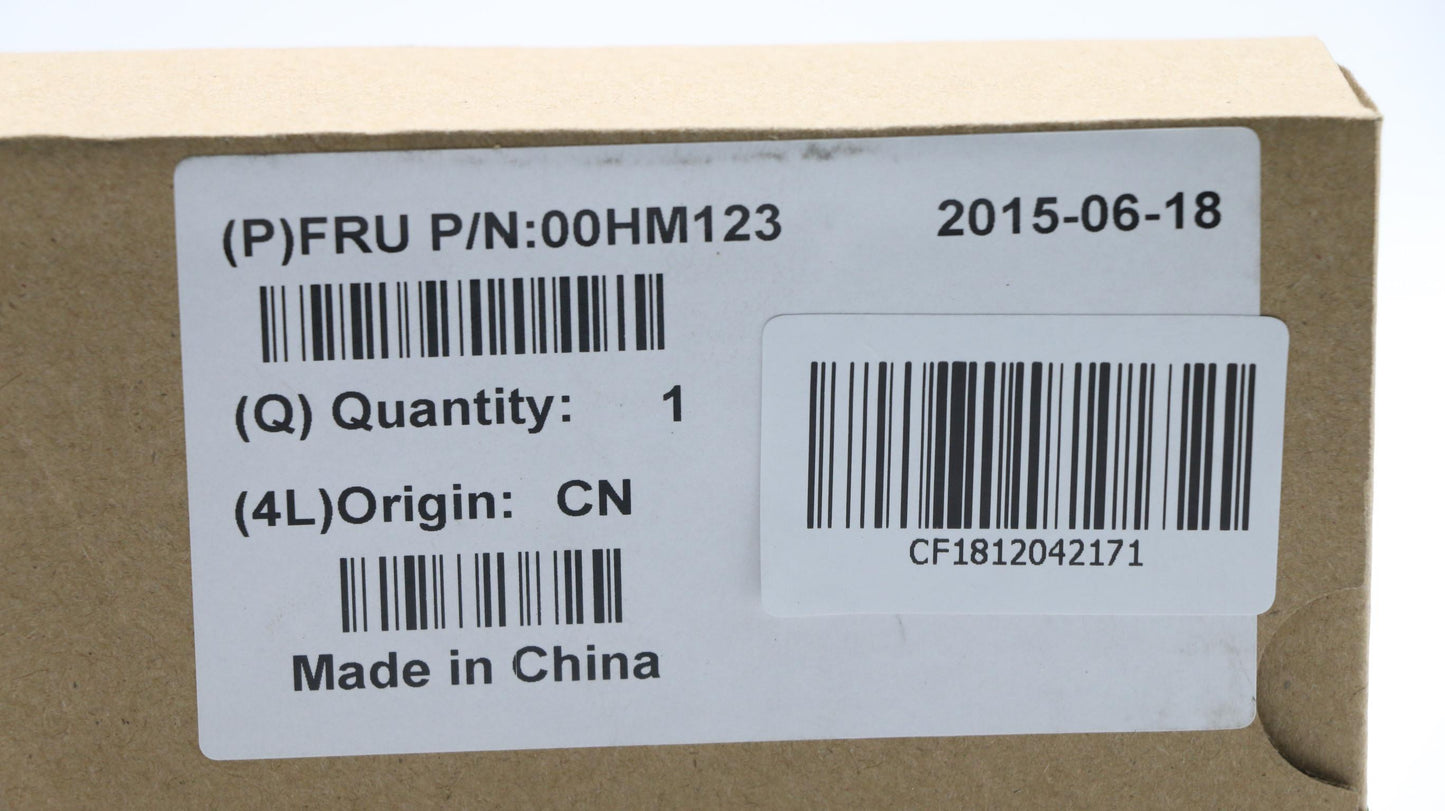 (P)FRU P/N:00HM123
2015-06-18
(Q) Quantity: 1
(4L)Origin: CN
CF1812042171
Made in China